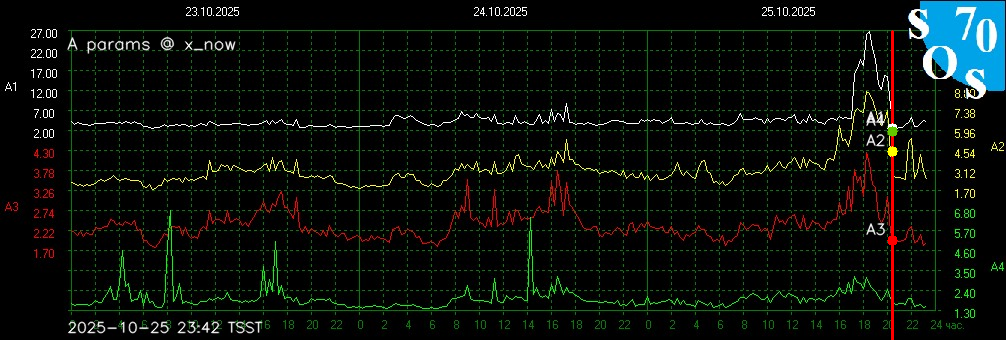 23.10.2025 24.10.2025 25.10.2025
S 70
O S
A params @ x_now
27.00
22.00
17.00
A1 12.00 8.80
7.00 7.38
2.00 A4 5.96
4.30 A2 4.54 A2
3.78 3.12
3.26 1.70
A3 2.74 6.80
2.22 A3 5.70
1.70 4.60
3.50 A4
2.40
1.30
2025-10-25 23:42 TSST
16 18 20 22 0 2 4 6 8 10 12 14 16 18 20 22 0 2 4 6 8 10 12 14 16 18 20 22 24 час.